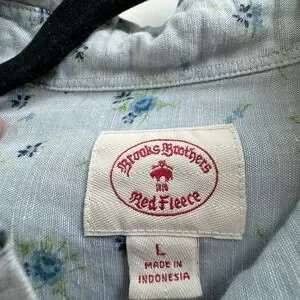 Brooks Brothers
1818
Red Fleece
L
MADE IN
INDONESIA